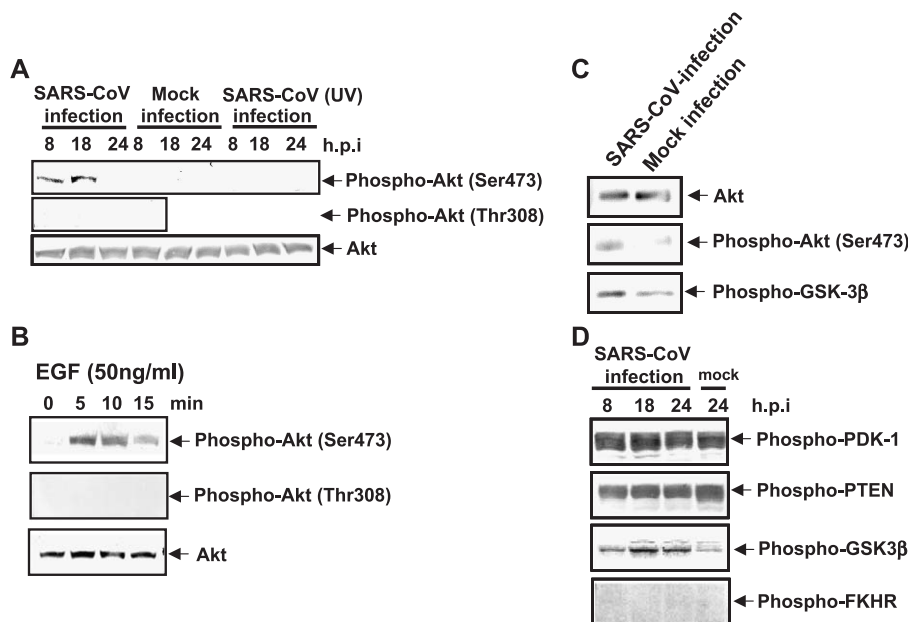 A
SARS-CoV infection
Mock infection
SARS-CoV (UV) infection
8 18 24 8 18 24 8 18 24 h.p.i
Phospho-Akt (Ser473)
Phospho-Akt (Thr308)
Akt
B
EGF (50ng/ml)
0 5 10 15 min
Phospho-Akt (Ser473)
Phospho-Akt (Thr308)
Akt
C
SARS-CoV-infection
Mock infection
Akt
Phospho-Akt (Ser473)
Phospho-GSK-3β
D
SARS-CoV infection
mock
8 18 24 24 h.p.i
Phospho-PDK-1
Phospho-PTEN
Phospho-GSK3β
Phospho-FKHR